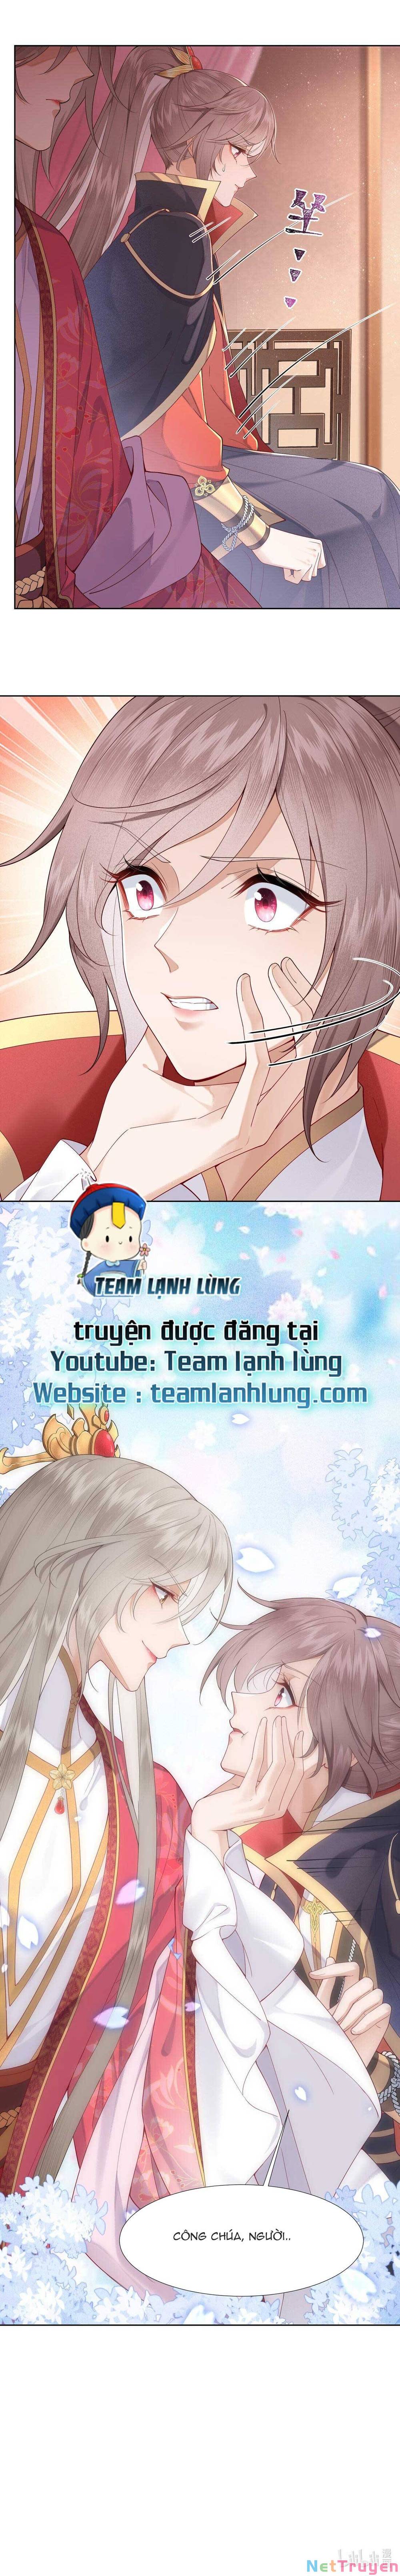 坐
TEAM LẠNH LÙNG
truyện được đăng tại
Youtube: Team lạnh lùng
Website : teamlanhlung.com
CÔNG CHÚA, NGƯỜI..
NetTruyen